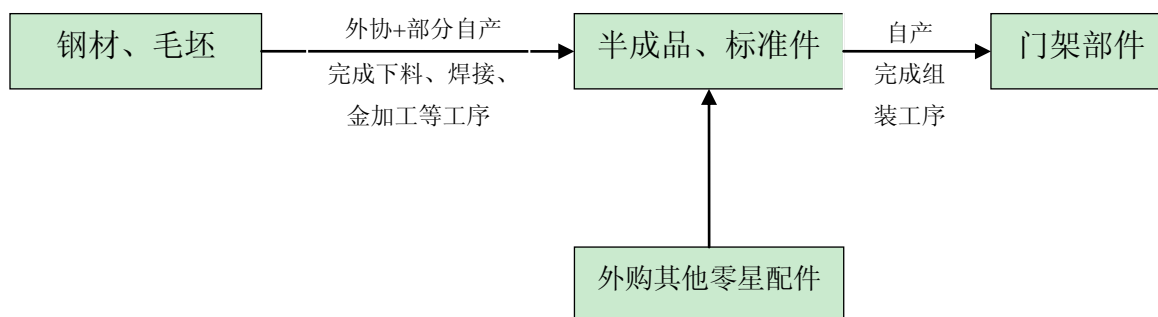 钢材、毛坯
外协+部分自产
完成下料、焊接、
金加工等工序
半成品、标准件
自产
完成组
装工序
门架部件
外购其他零星配件